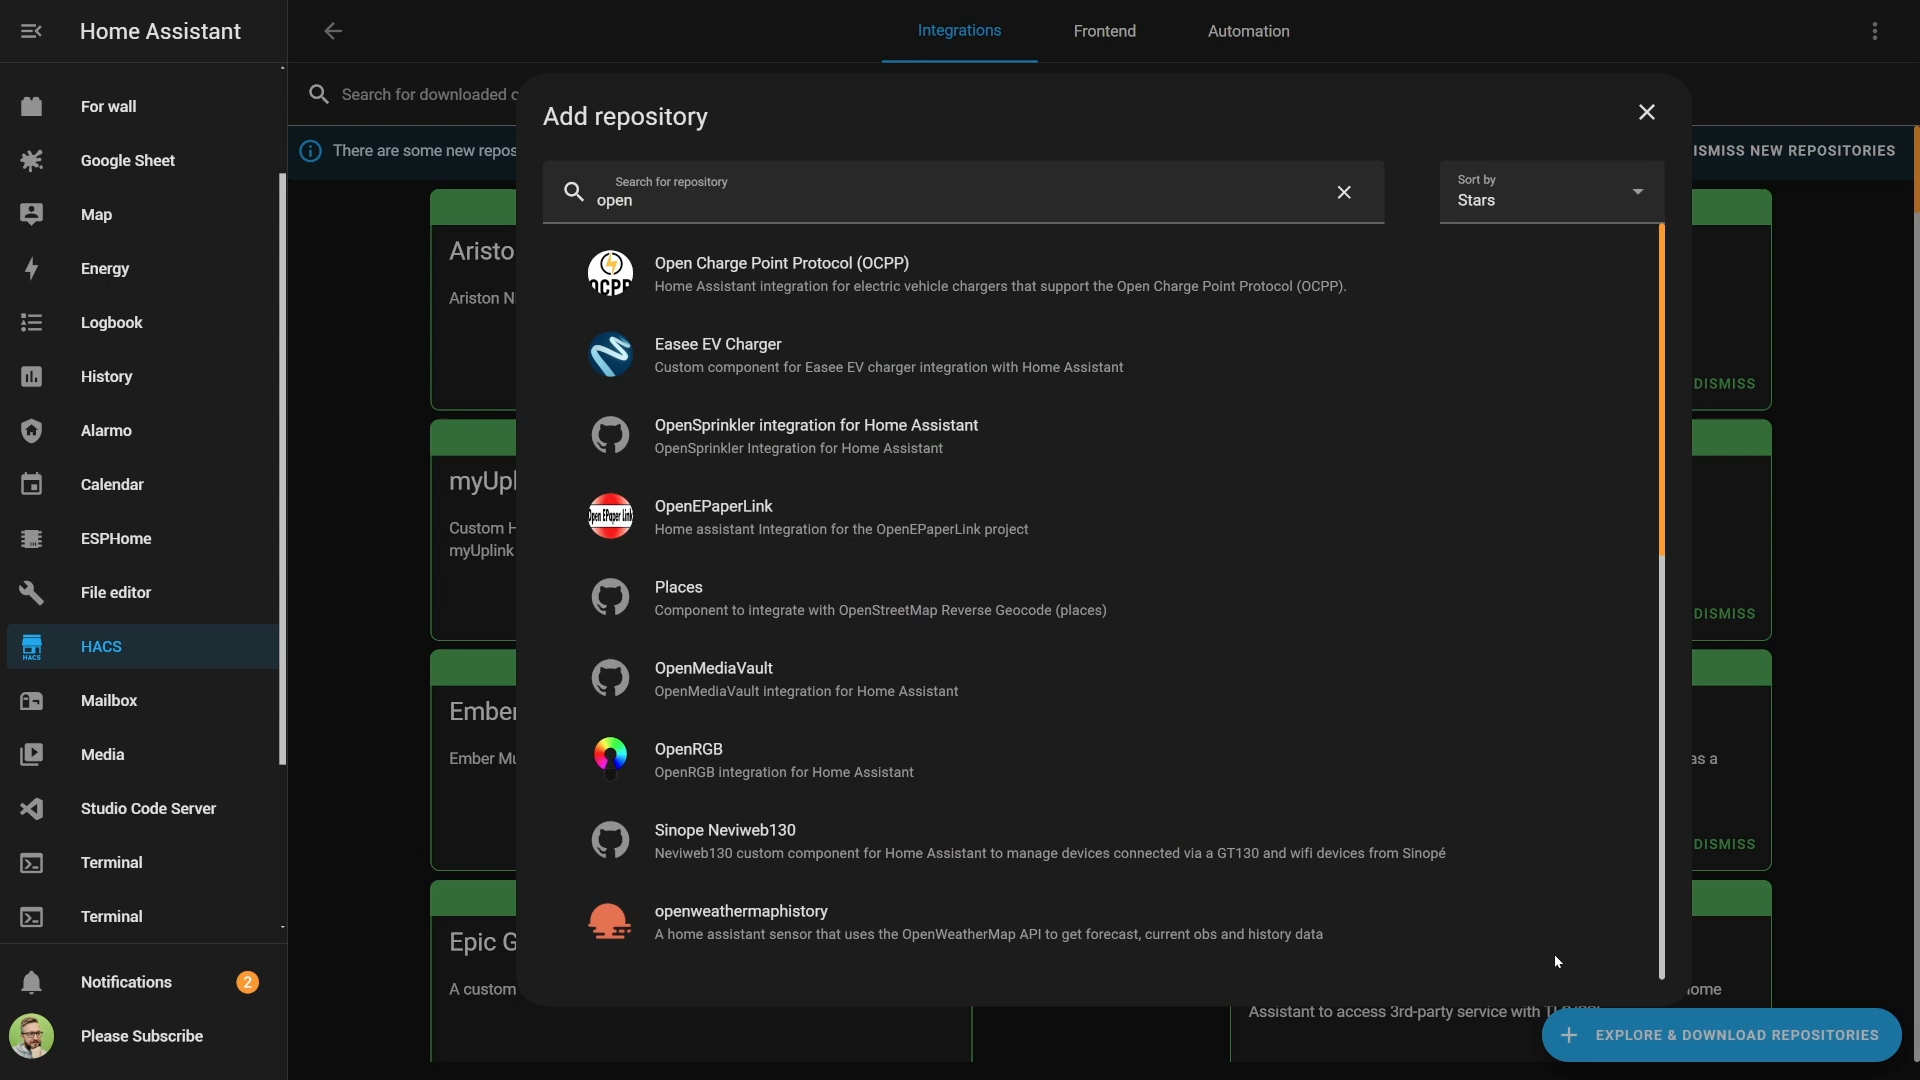 Home Assistant
Integrations
Frontend
Automation
Search for downloaded
Add repository
There are some new repos
ISMISS NEW REPOSITORIES
Search for repository
open
Sort by
Stars
For wall
Google Sheet
Map
Energy
Logbook
History
Alarmo
Calendar
ESPHome
File editor
HACS
HACS
Mailbox
Media
Studio Code Server
Terminal
Terminal
Notifications
2
Please Subscribe
Aristo
Ariston N
DISMISS
myUpl
Custom H
myUplink
DISMISS
Ember
Ember Mu
as a
DISMISS
Epic G
A custom
ome
Assistant to access 3rd-party service with
OCPP
Open Charge Point Protocol (OCPP)
Home Assistant integration for electric vehicle chargers that support the Open Charge Point Protocol (OCPP).
Easee EV Charger
Custom component for Easee EV charger integration with Home Assistant
OpenSprinkler integration for Home Assistant
OpenSprinkler Integration for Home Assistant
Open EPaper Link
OpenEPaperLink
Home assistant Integration for the OpenEPaperLink project
Places
Component to integrate with OpenStreetMap Reverse Geocode (places)
OpenMediaVault
OpenMediaVault integration for Home Assistant
OpenRGB
OpenRGB integration for Home Assistant
Sinope Neviweb130
Neviweb130 custom component for Home Assistant to manage devices connected via a GT130 and wifi devices from Sinopé
openweathermaphistory
A home assistant sensor that uses the OpenWeatherMap API to get forecast, current obs and history data
EXPLORE & DOWNLOAD REPOSITORIES